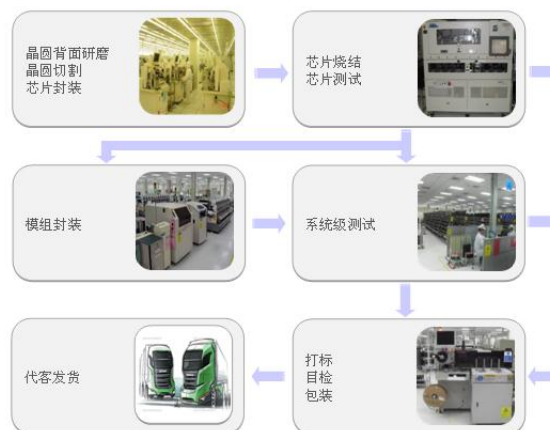 晶圆背面研磨
晶圆切割
芯片封装
芯片烧结
芯片测试
模组封装
系统级测试
代客发货
打标
目检
包装